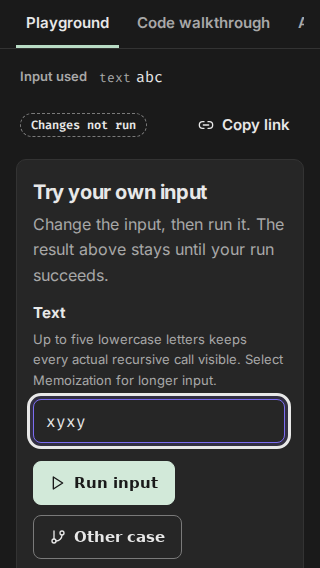 Playground Code walkthrough
Input used text abc
Changes not run Copy link
Try your own input
Change the input, then run it. The
result above stays until your run
succeeds.
Text
Up to five lowercase letters keeps
every actual recursive call visible. Select
Memoization for longer input.
xyxy
Run input
Other case